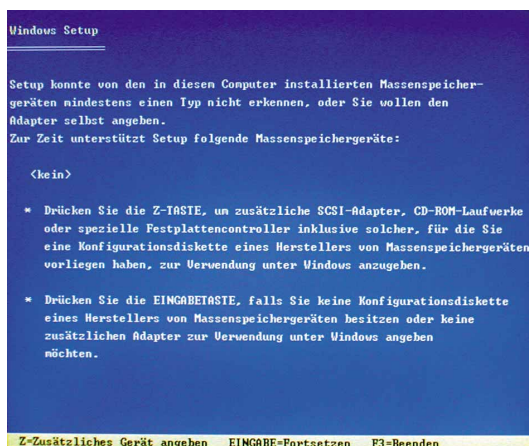 Windows Setup
Setup konnte von den in diesem Computer installierten Massenspeicher-
geräten mindestens einen Typ nicht erkennen, oder Sie wollen den
Adapter selbst angeben.
Zur Zeit unterstützt Setup folgende Massenspeichergeräte:
<kein>
* Drücken Sie die Z-TASTE, um zusätzliche SCSI-Adapter, CD-ROM-Laufwerke
oder spezielle Festplattencontroller inklusive solcher, für die Sie
eine Konfigurationsdiskette eines Herstellers von Massenspeichergeräten
vorliegen haben, zur Verwendung unter Windows anzugeben.
* Drücken Sie die EINGABETASTE, falls Sie keine Konfigurationsdiskette
eines Herstellers von Massenspeichergeräten besitzen oder keine
zusätzlichen Adapter zur Verwendung unter Windows angeben
möchten.
Z=Zusätzliches Gerät angeben EINGABE=Fortsetzen F3=Beenden